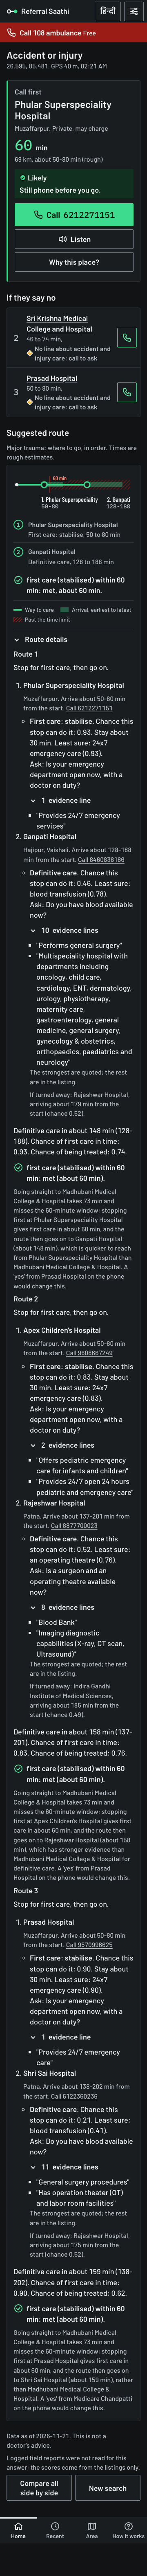 Referral Saathi
हिन्दी
Call 108 ambulance Free
Accident or injury
26.595, 85.481. GPS 40 m, 02:21 AM
Call first
Phular Superspeciality
Hospital
Muzaffarpur. Private, may charge
60 min
69 km, about 50-80 min (rough)
Likely
Still phone before you go.
Call 6212271151
Listen
Why this place?
If they say no
2
Sri Krishna Medical
College and Hospital
46 to 74 min,
No line about accident and
injury care: call to ask
3
Prasad Hospital
50 to 80 min,
No line about accident and
injury care: call to ask
Suggested route
Major trauma: where to go, in order. Times are
rough estimates.
60 min
1. Phular Superspeciality
50-80
2. Ganpati
128-188
1
Phular Superspeciality Hospital
First care: stabilise, 50 to 80 min
2
Ganpati Hospital
Definitive care, 128 to 188 min
first care (stabilised) within 60
min: met, about 60 min.
Way to care
Arrival, earliest to latest
Past the time limit
Route details
Route 1
Stop for first care, then go on.
1. Phular Superspeciality Hospital
Muzaffarpur. Arrive about 50-80 min
from the start. Call 6212271151
First care: stabilise. Chance this
stop can do it: 0.93. Stay about
30 min. Least sure: 24x7
emergency care (0.93).
Ask: Is your emergency
department open now, with a
doctor on duty?
1 evidence line
"Provides 24/7 emergency
services"
2. Ganpati Hospital
Hajipur, Vaishali. Arrive about 128-188
min from the start. Call 8460838186
Definitive care. Chance this
stop can do it: 0.46. Least sure:
blood transfusion (0.78).
Ask: Do you have blood available
now?
10 evidence lines
"Performs general surgery"
"Multispeciality hospital with
departments including
oncology, child care,
cardiology, ENT, dermatology,
urology, physiotherapy,
maternity care,
gastroenterology, general
medicine, general surgery,
gynecology & obstetrics,
orthopaedics, paediatrics and
neurology"
The strongest are quoted; the rest
are in the listing.
If turned away: Rajeshwar Hospital,
arriving about 179 min from the
start (chance 0.52).
Definitive care in about 148 min (128-
188). Chance of first care in time:
0.93. Chance of being treated: 0.74.
first care (stabilised) within 60
min: met (about 60 min).
Going straight to Madhubani Medical
College & Hospital takes 73 min and
misses the 60-minute window; stopping
first at Phular Superspeciality Hospital
gives first care in about 60 min, and the
route then goes on to Ganpati Hospital
(about 148 min), which is quicker to reach
from Phular Superspeciality Hospital than
Madhubani Medical College & Hospital. A
'yes' from Prasad Hospital on the phone
would change this.
Route 2
Stop for first care, then go on.
1. Apex Children's Hospital
Muzaffarpur. Arrive about 50-80 min
from the start. Call 9608687249
First care: stabilise. Chance this
stop can do it: 0.83. Stay about
30 min. Least sure: 24x7
emergency care (0.83).
Ask: Is your emergency
department open now, with a
doctor on duty?
2 evidence lines
"Offers pediatric emergency
care for infants and children"
"Provides 24/7 open 24 hours
pediatric and emergency care"
2. Rajeshwar Hospital
Patna. Arrive about 137-201 min from
the start. Call 8877700023
Definitive care. Chance this
stop can do it: 0.52. Least sure:
an operating theatre (0.76).
Ask: Is a surgeon and an
operating theatre available
now?
8 evidence lines
"Blood Bank"
"Imaging diagnostic
capabilities (X-ray, CT scan,
Ultrasound)"
The strongest are quoted; the rest
are in the listing.
If turned away: Indira Gandhi
Institute of Medical Sciences,
arriving about 185 min from the
start (chance 0.49).
Definitive care in about 158 min (137-
201). Chance of first care in time:
0.83. Chance of being treated: 0.76.
first care (stabilised) within 60
min: met (about 60 min).
Going straight to Madhubani Medical
College & Hospital takes 73 min and
misses the 60-minute window; stopping
first at Apex Children's Hospital gives first
care in about 60 min, and the route then
goes on to Rajeshwar Hospital (about 158
min), which has stronger evidence than
Madhubani Medical College & Hospital for
definitive care. A 'yes' from Prasad
Hospital on the phone would change this.
Route 3
Stop for first care, then go on.
1. Prasad Hospital
Muzaffarpur. Arrive about 50-80 min
from the start. Call 9570996625
First care: stabilise. Chance this
stop can do it: 0.90. Stay about
30 min. Least sure: 24x7
emergency care (0.90).
Ask: Is your emergency
department open now, with a
doctor on duty?
1 evidence line
"Provides 24/7 emergency
care"
2. Shri Sai Hospital
Patna. Arrive about 138-202 min from
the start. Call 6122360236
Definitive care. Chance this
stop can do it: 0.21. Least sure:
blood transfusion (0.41).
Ask: Do you have blood available
now?
11 evidence lines
"General surgery procedures"
"Has operation theater (OT)
and labor room facilities"
The strongest are quoted; the rest
are in the listing.
If turned away: Rajeshwar Hospital,
arriving about 175 min from the
start (chance 0.52).
Definitive care in about 159 min (138-
202). Chance of first care in time:
0.90. Chance of being treated: 0.62.
first care (stabilised) within 60
min: met (about 60 min).
Going straight to Madhubani Medical
College & Hospital takes 73 min and
misses the 60-minute window; stopping
first at Prasad Hospital gives first care in
about 60 min, and the route then goes on
to Shri Sai Hospital (about 159 min), rather
than Madhubani Medical College &
Hospital. A 'yes' from Medicare Chandpatti
on the phone would change this.
Data as of 2026-11-21. This is not a
doctor's advice.
Logged field reports were not read for this
answer; the scores come from the listings only.
Compare all
side by side
New search
Home
Recent
Area
How it works